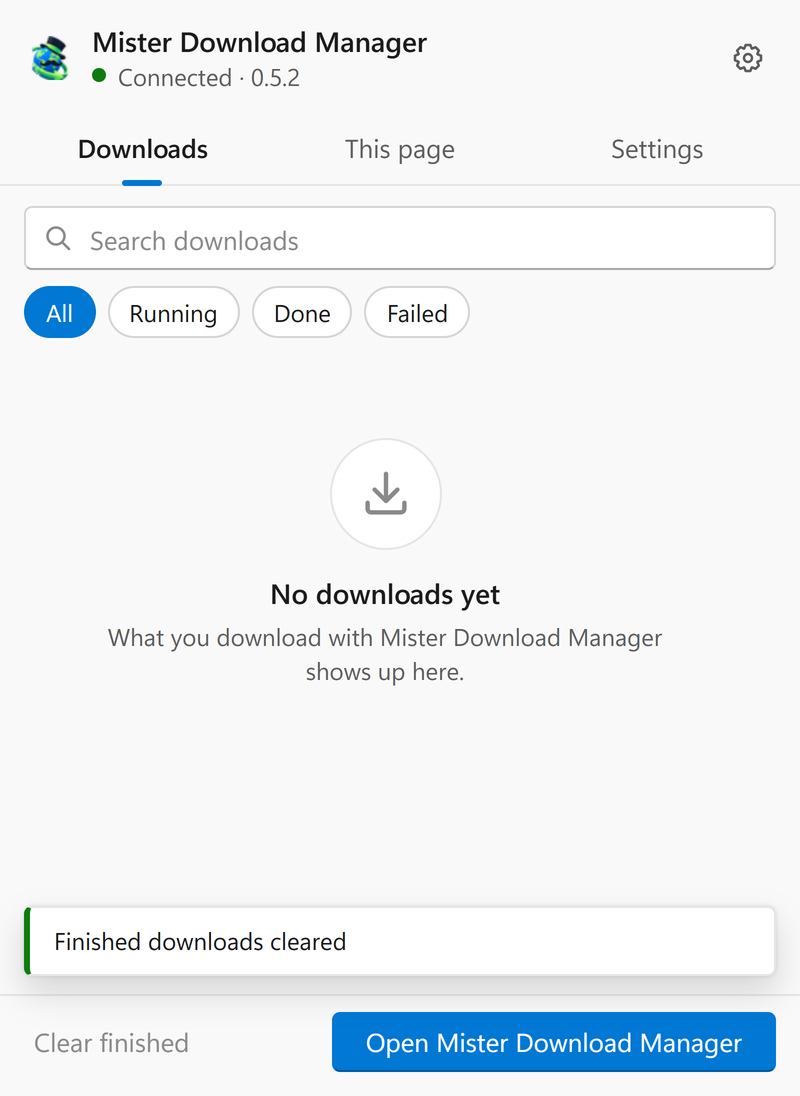 Mister Download Manager
Connected · 0.5.2
Downloads
This page
Settings
Search downloads
All
Running
Done
Failed
No downloads yet
What you download with Mister Download Manager
shows up here.
Finished downloads cleared
Clear finished
Open Mister Download Manager